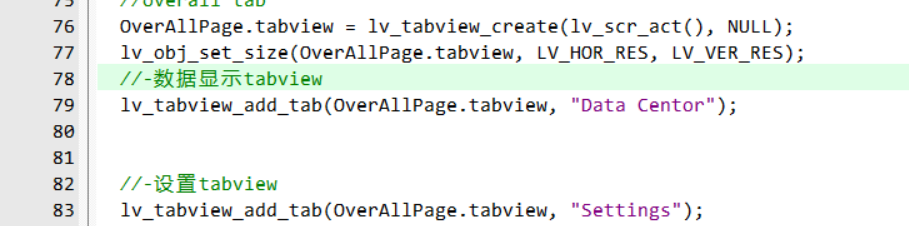 75 //overall tab
76 OverAllPage.tabview = lv_tabview_create(lv_scr_act(), NULL);
77 lv_obj_set_size(OverAllPage.tabview, LV_HOR_RES, LV_VER_RES);
78 //-数据显示tabview
79 lv_tabview_add_tab(OverAllPage.tabview, "Data Centor");
80
81
82 //-设置tabview
83 lv_tabview_add_tab(OverAllPage.tabview, "Settings");